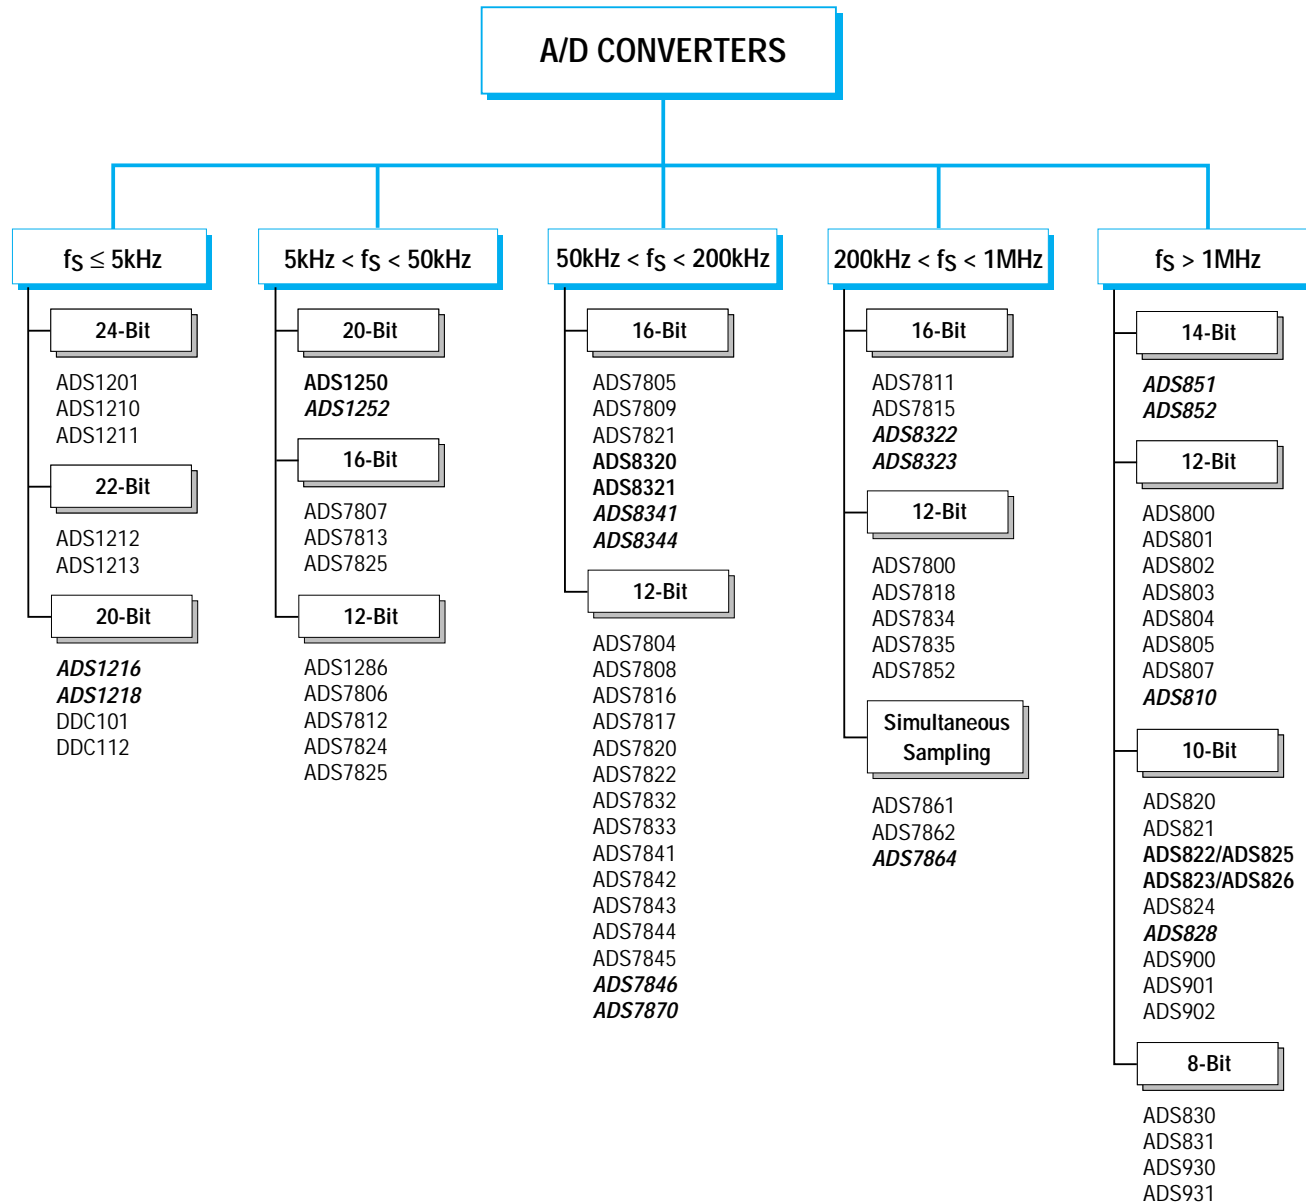 A/D CONVERTERS
fS ≤ 5kHz
24-Bit
ADS1201
ADS1210
ADS1211
22-Bit
ADS1212
ADS1213
20-Bit
ADS1216
ADS1218
DDC101
DDC112
5kHz < fS < 50kHz
20-Bit
ADS1250
ADS1252
16-Bit
ADS7807
ADS7813
ADS7825
12-Bit
ADS1286
ADS7806
ADS7812
ADS7824
ADS7825
50kHz < fS < 200kHz
16-Bit
ADS7805
ADS7809
ADS7821
ADS8320
ADS8321
ADS8341
ADS8344
12-Bit
ADS7804
ADS7808
ADS7816
ADS7817
ADS7820
ADS7822
ADS7832
ADS7833
ADS7841
ADS7842
ADS7843
ADS7844
ADS7845
ADS7846
ADS7870
200kHz < fS < 1MHz
16-Bit
ADS7811
ADS7815
ADS8322
ADS8323
12-Bit
ADS7800
ADS7818
ADS7834
ADS7835
ADS7852
Simultaneous
Sampling
ADS7861
ADS7862
ADS7864
fS > 1MHz
14-Bit
ADS851
ADS852
12-Bit
ADS800
ADS801
ADS802
ADS803
ADS804
ADS805
ADS807
ADS810
10-Bit
ADS820
ADS821
ADS822/ADS825
ADS823/ADS826
ADS824
ADS828
ADS900
ADS901
ADS902
8-Bit
ADS830
ADS831
ADS930
ADS931